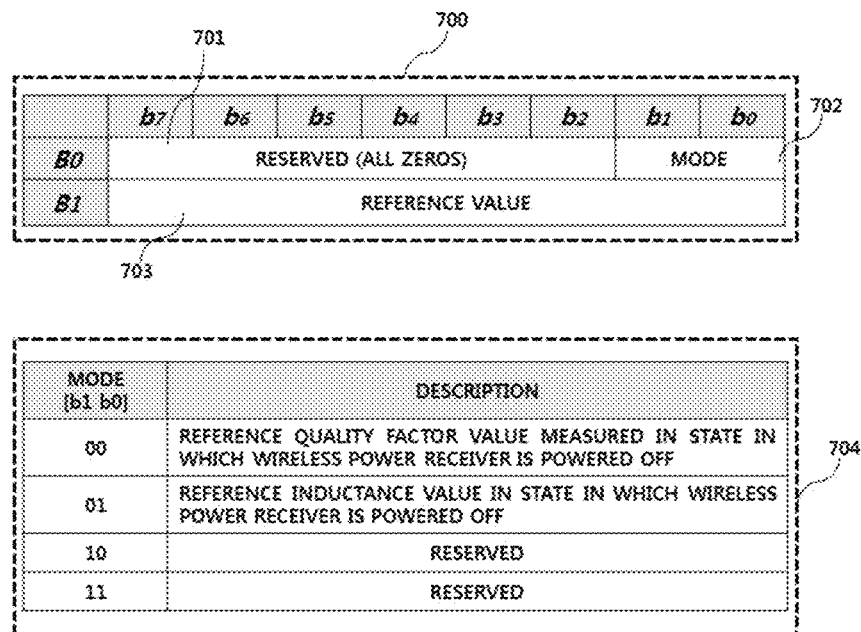 700
701
b7 b6 b5 b4 b3 b2 b1 b0
702
B0 RESERVED (ALL ZEROS) MODE
B1 REFERENCE VALUE
703
MODE [b1 b0] DESCRIPTION
00 REFERENCE QUALITY FACTOR VALUE MEASURED IN STATE IN
WHICH WIRELESS POWER RECEIVER IS POWERED OFF
704
01 REFERENCE INDUCTANCE VALUE IN STATE IN WHICH WIRELESS
POWER RECEIVER IS POWERED OFF
10 RESERVED
11 RESERVED